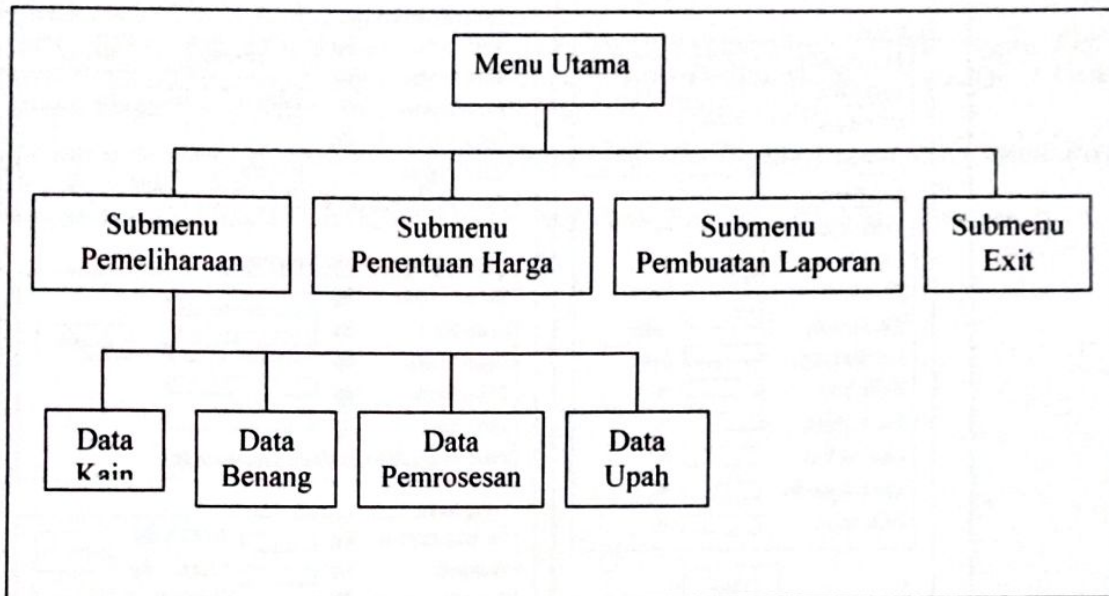 Menu Utama
Submenu
Pemeliharaan
Submenu
Penentuan Harga
Submenu
Pembuatan Laporan
Submenu
Exit
Data
Kain
Data
Benang
Data
Pemrosesan
Data
Upah